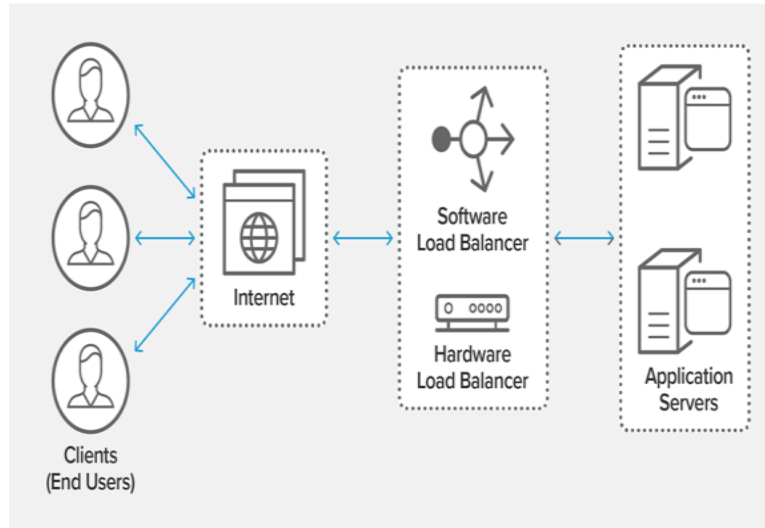 Clients
(End Users)
Internet
Software
Load Balancer
Hardware
Load Balancer
Application
Servers